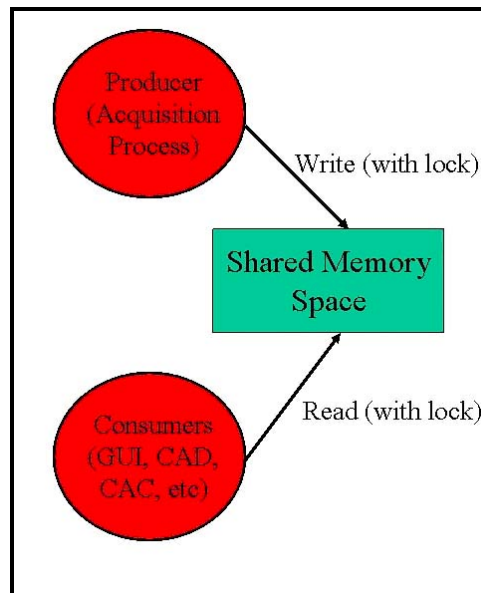 Producer
(Acquisition
Process)
Write (with lock)
Shared Memory
Space
Read (with lock)
Consumers
(GUI, CAD,
CAC, etc)